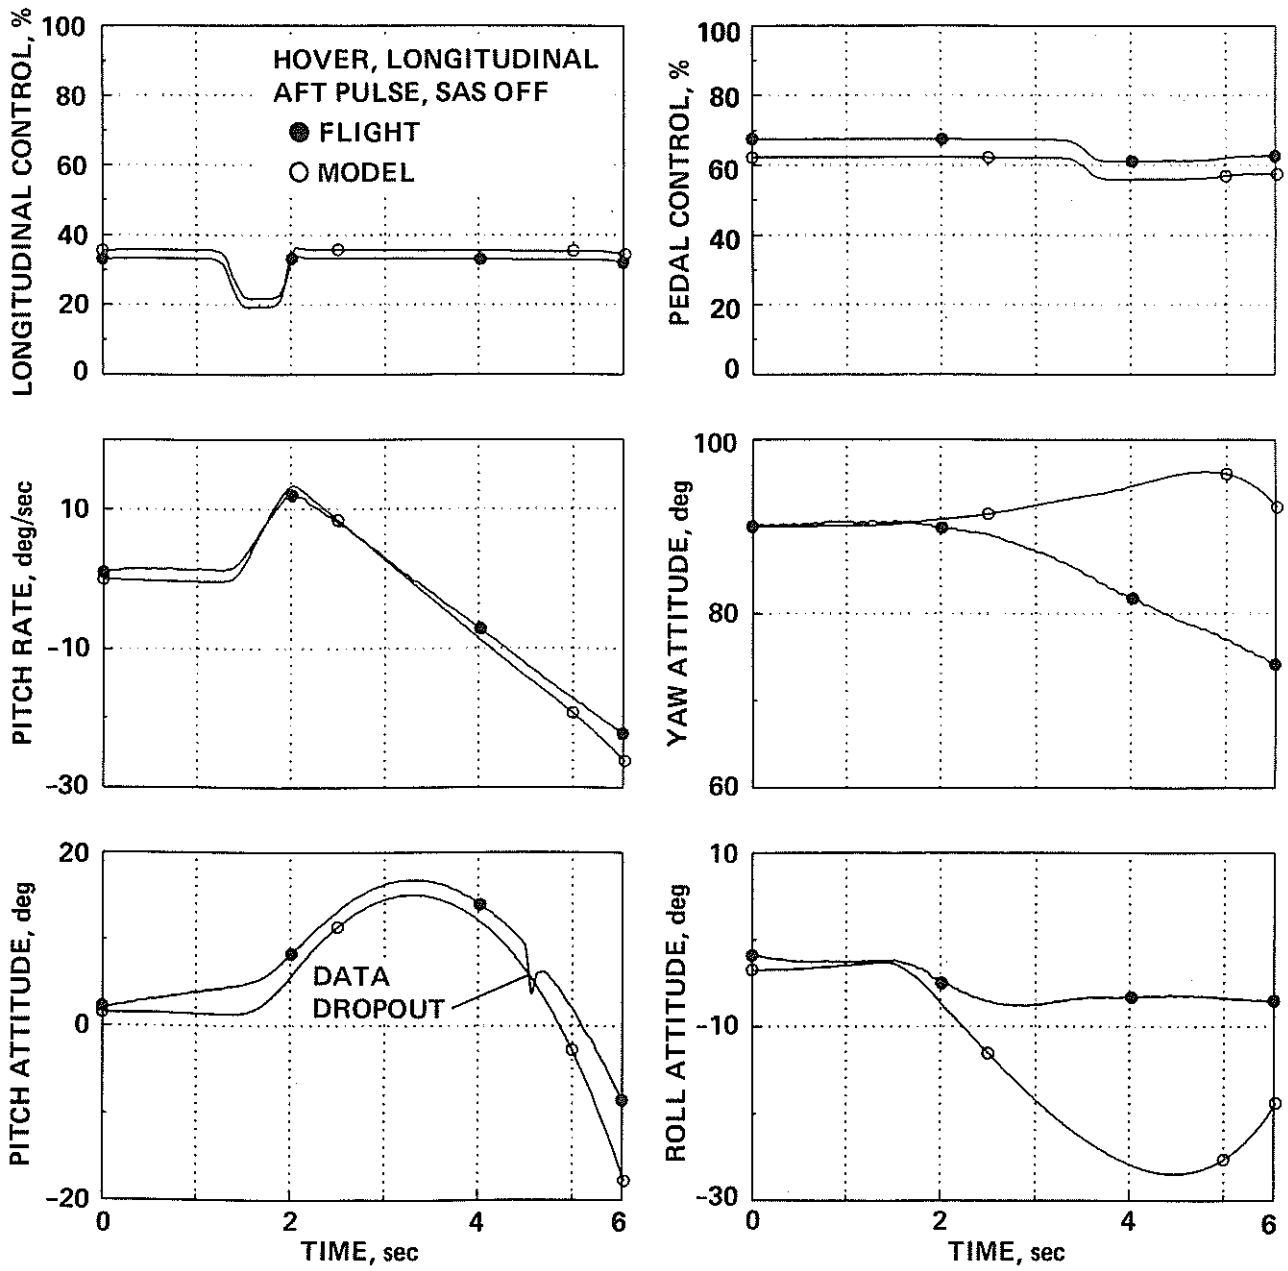 LONGITUDINAL CONTROL, %
100
80
60
40
20
0
HOVER, LONGITUDINAL
AFT PULSE, SAS OFF
FLIGHT
MODEL
PEDAL CONTROL, %
100
80
60
40
20
0
PITCH RATE, deg/sec
10
-10
-30
YAW ATTITUDE, deg
100
80
60
PITCH ATTITUDE, deg
20
0
-20
DATA
DROPOUT
0
2
4
6
TIME, sec
ROLL ATTITUDE, deg
10
-10
-30
0
2
4
6
TIME, sec